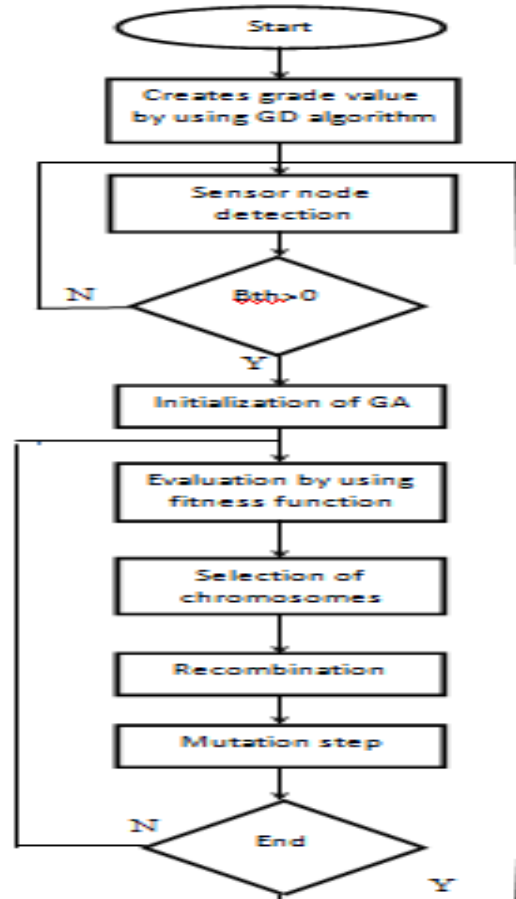 Start
Creates grade value
by using GD algorithm
Sensor node
detection
Bth>0
N
Y
Initialization of GA
Evaluation by using
fitness function
Selection of
chromosomes
Recombination
Mutation step
N
End
Y